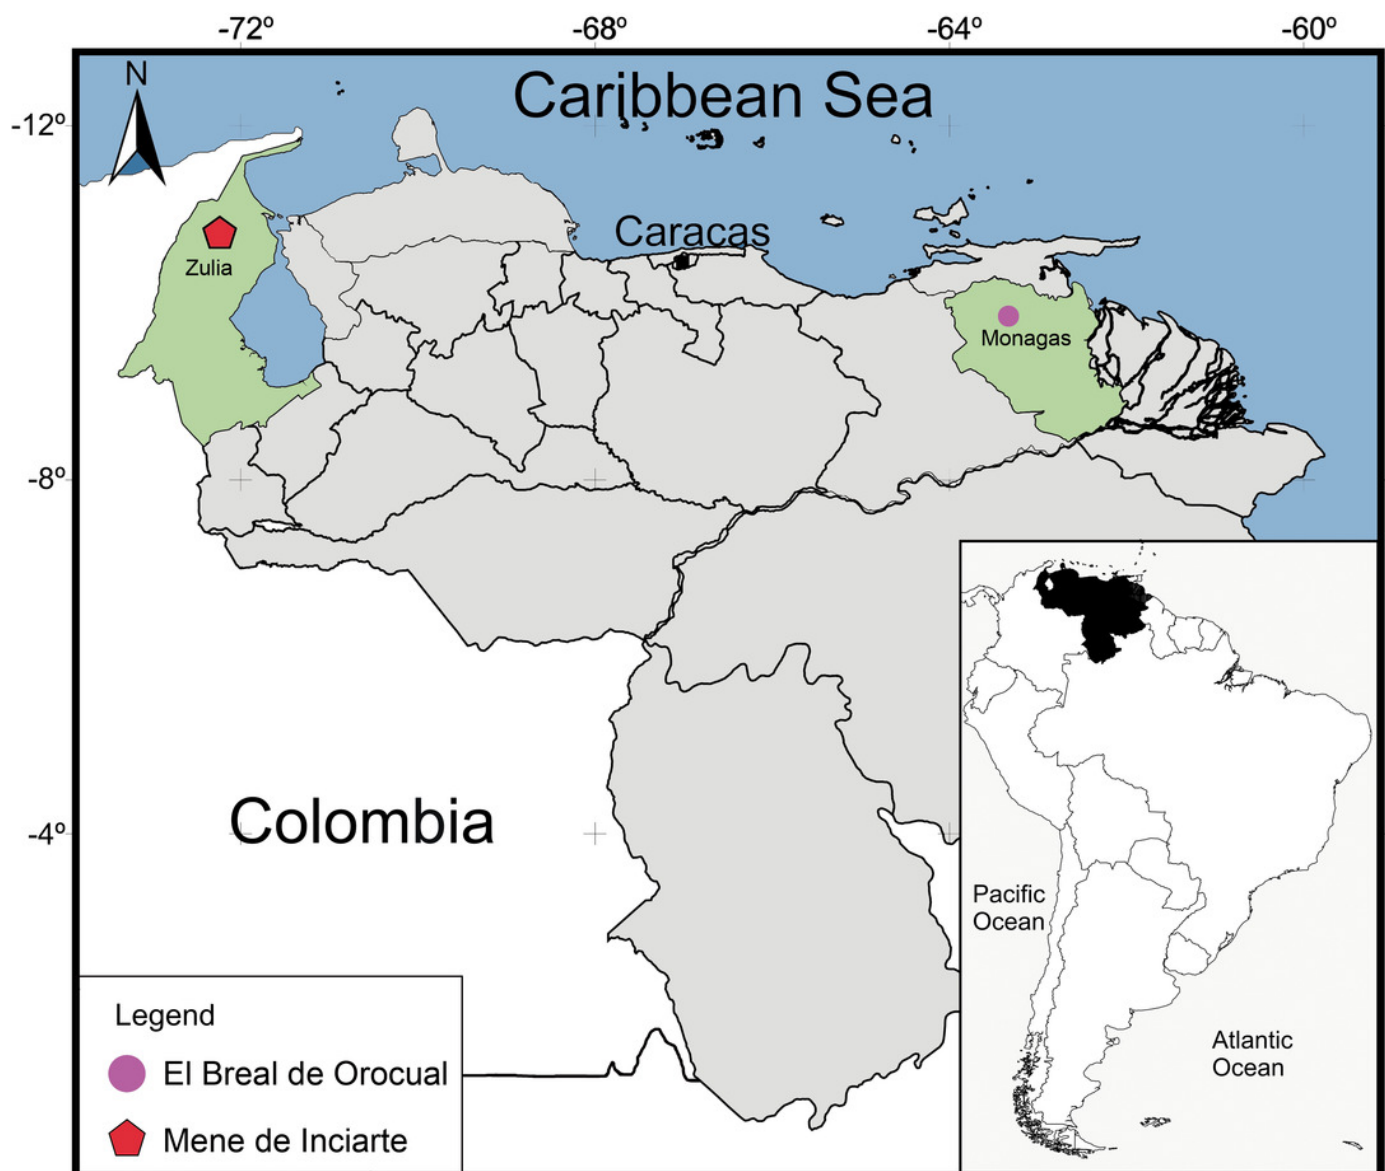 -72º -68º -64º -60º
N
Caribbean Sea
-12º
Caracas
Zulia
Monagas
-8º
Colombia
-4º
Pacific
Ocean
Atlantic
Ocean
Legend
El Breal de Orocual
Mene de Inciarte